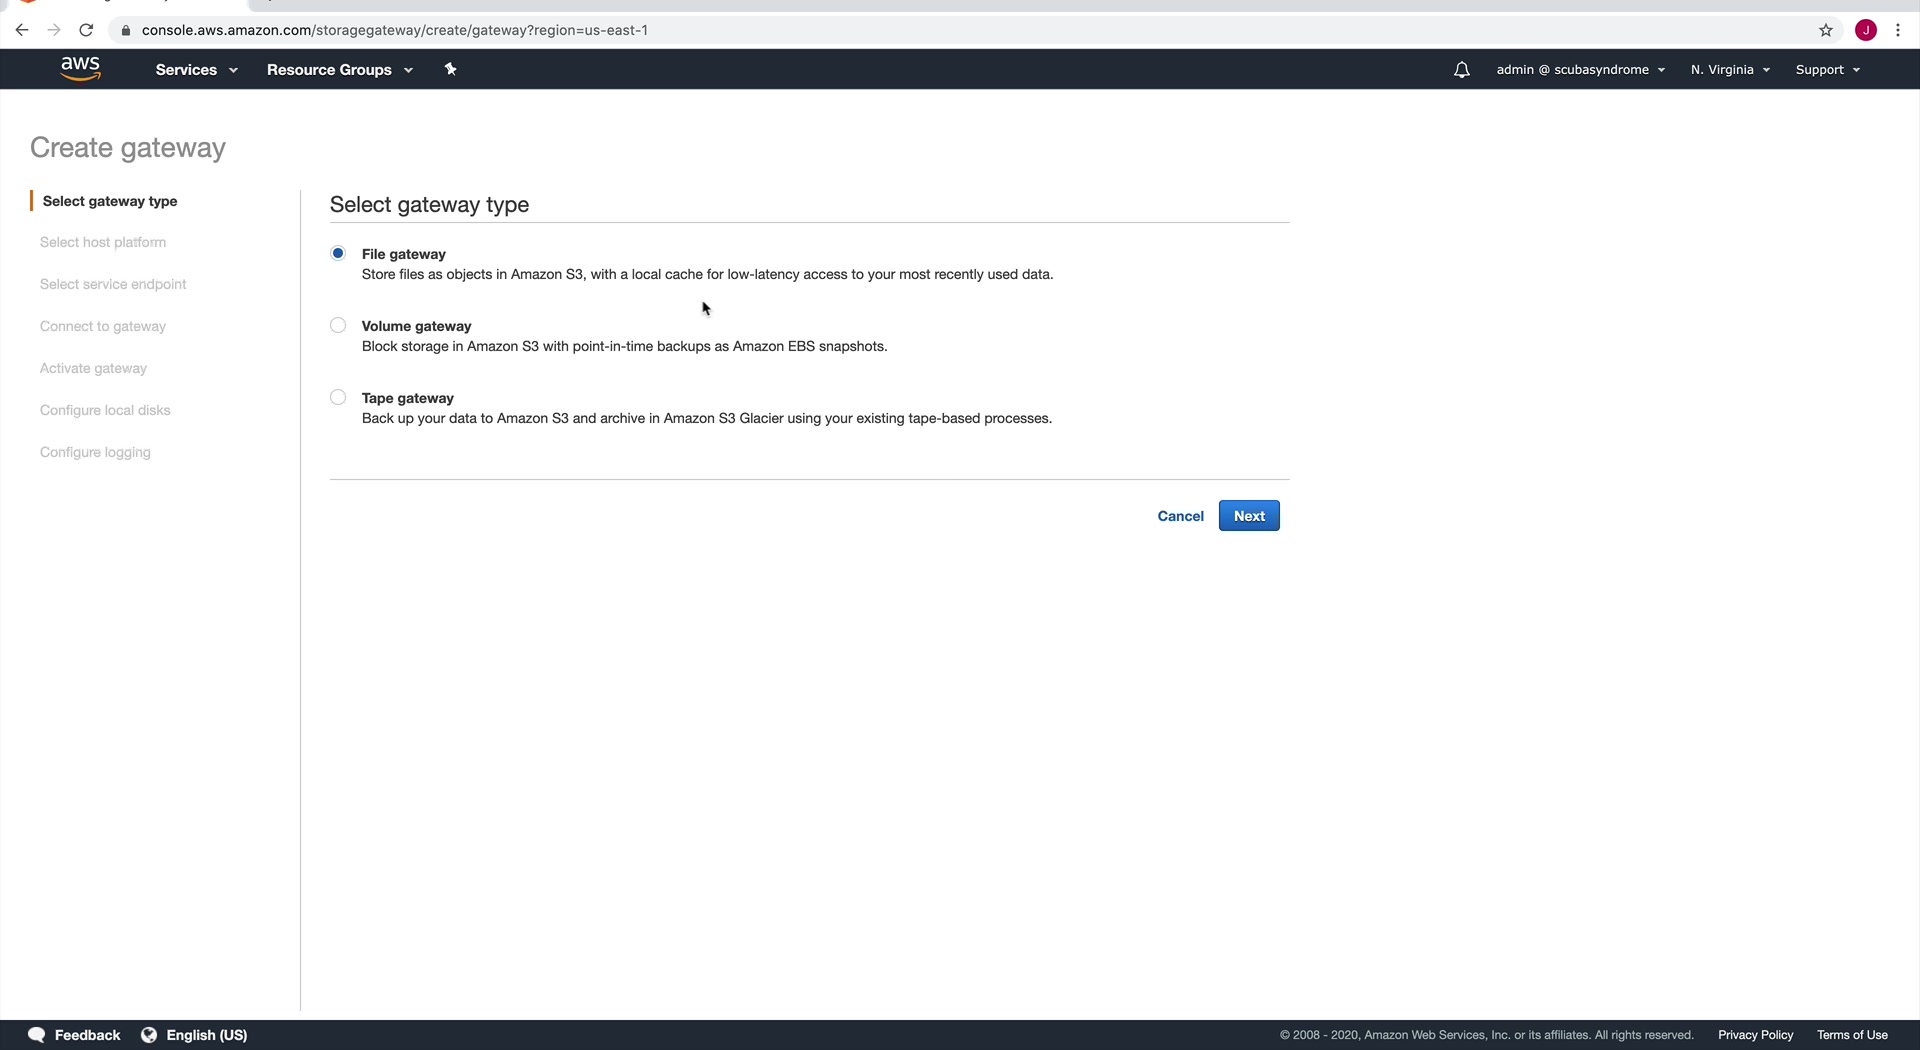 console.aws.amazon.com/storagegateway/create/gateway?region=us-east-1
J
aws
Services
Resource Groups
admin @ scubasyndrome
N. Virginia
Support
Create gateway
Select gateway type
Select host platform
Select service endpoint
Connect to gateway
Activate gateway
Configure local disks
Configure logging
Select gateway type
File gateway
Store files as objects in Amazon S3, with a local cache for low-latency access to your most recently used data.
Volume gateway
Block storage in Amazon S3 with point-in-time backups as Amazon EBS snapshots.
Tape gateway
Back up your data to Amazon S3 and archive in Amazon S3 Glacier using your existing tape-based processes.
Cancel
Next
Feedback
English (US)
© 2008 - 2020, Amazon Web Services, Inc. or its affiliates. All rights reserved.
Privacy Policy
Terms of Use